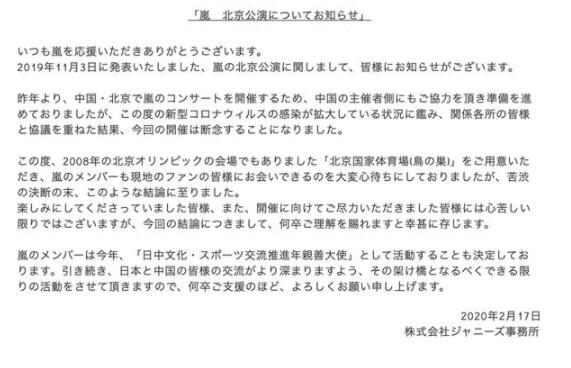 「嵐　北京公演についてお知らせ」
いつも嵐を応援いただきありがとうございます。
2019年11月3日に発表いたしました、嵐の北京公演に関しまして、皆様にお知らせがございます。
昨年より、中国・北京で嵐のコンサートを開催するため、中国の主催者側にもご協力を頂き準備を進
めておりましたが、この度の新型コロナウィルスの感染が拡大している状況に鑑み、関係各所の皆様
と協議を重ねた結果、今回の開催は断念することになりました。
この度、2008年の北京オリンピックの会場でもありました「北京国家体育場(鳥の巣)」をご用意いた
だき、嵐のメンバーも現地のファンの皆様にお会いできるのを大変心待ちにしておりましたが、苦渋
の決断の末、このような結論に至りました。
楽しみにしてくださっていました皆様、また、開催に向けてご尽力いただきました皆様には心苦しい
限りではございますが、今回の結論につきまして、何卒ご理解を賜れますと幸甚に存じます。
嵐のメンバーは今年、「日中文化・スポーツ交流推進年親善大使」として活動することも決定してお
ります。引き続き、日本と中国の皆様の交流がより深まりますよう、その架け橋となるべくできる限
りの活動をさせて頂きますので、何卒ご支援のほど、よろしくお願い申し上げます。
2020年2月17日
株式会社ジャニーズ事務所